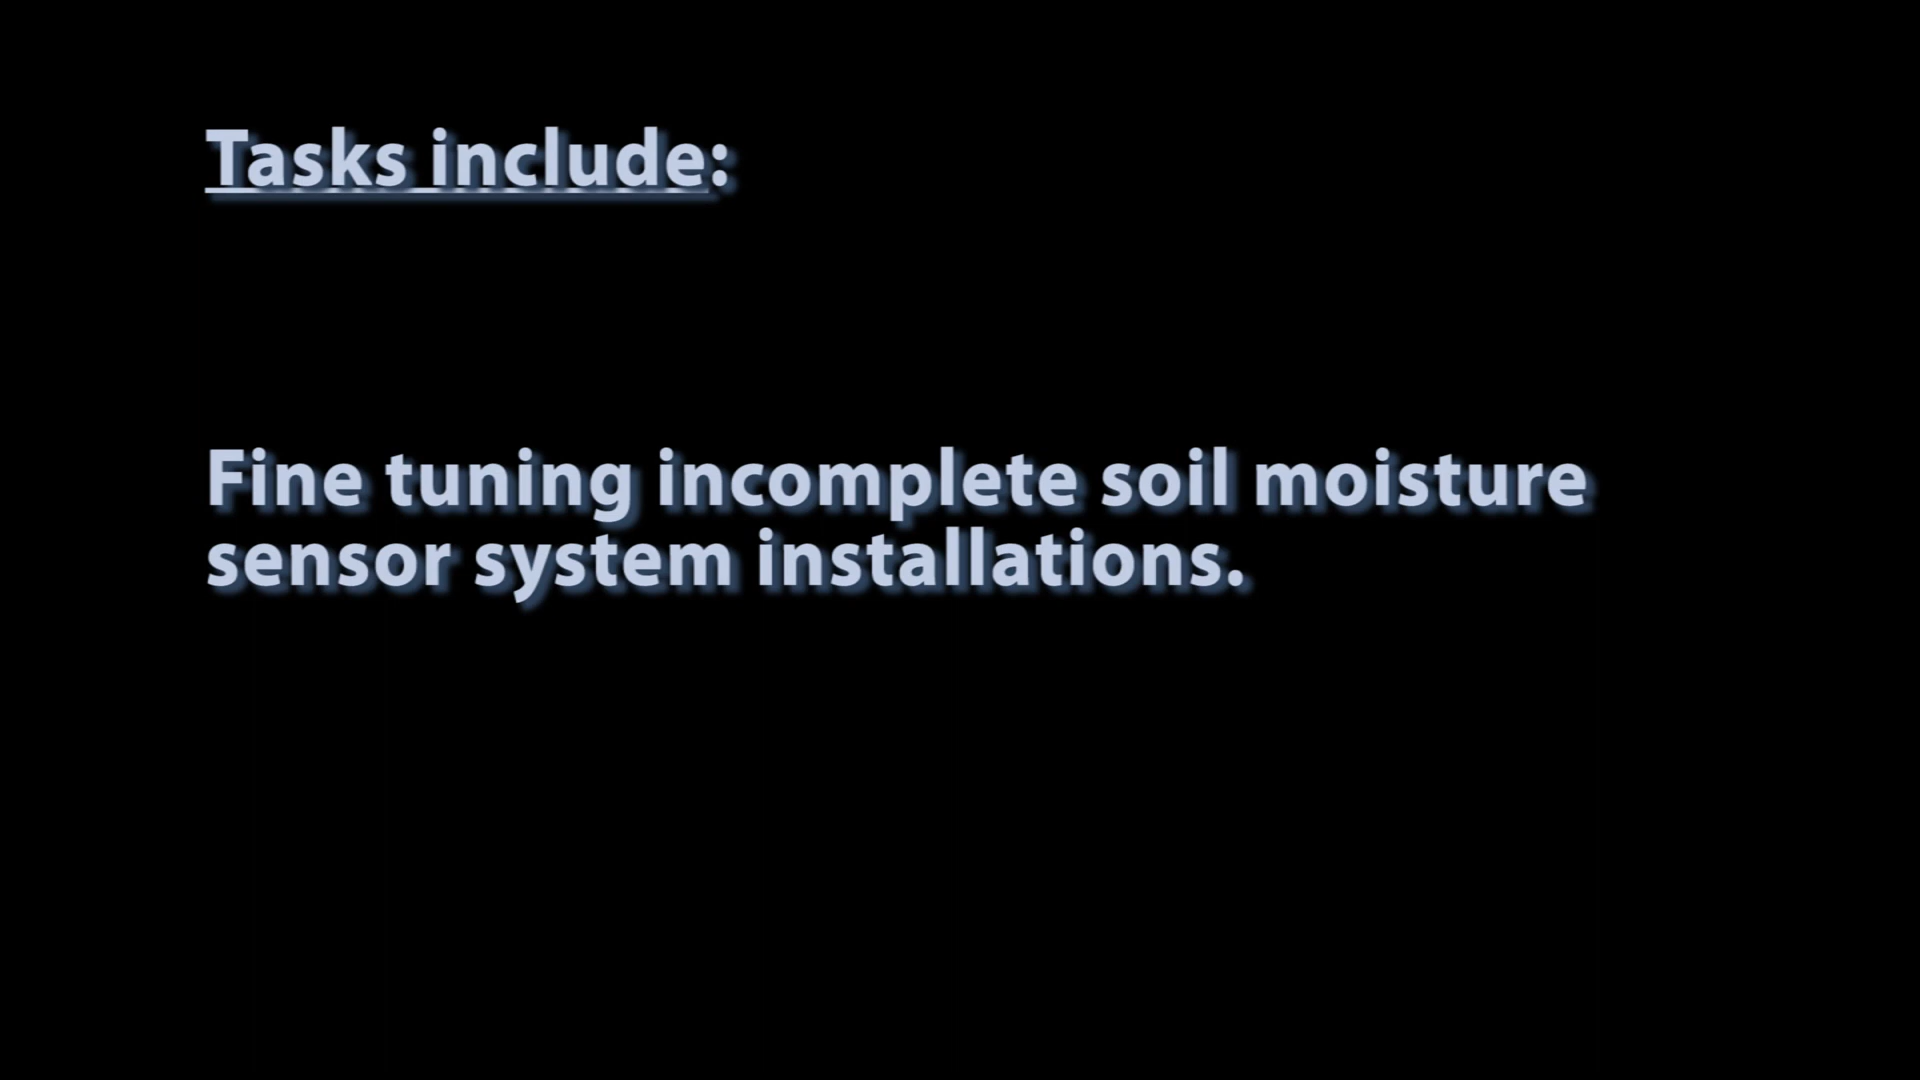 Tasks include:
Fine tuning incomplete soil moisture
sensor system installations.